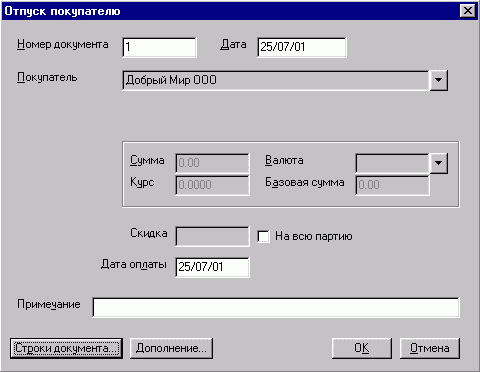 Отпуск покупателю
Номер документа 1 Дата 25/07/01
Покупатель Добрый Мир ООО
Сумма 0.00 Валюта
Курс 0.0000 Базовая сумма 0.00
Скидка На всю партию
Дата оплаты 25/07/01
Примечание
Строки документа... Дополнение... OK Отмена